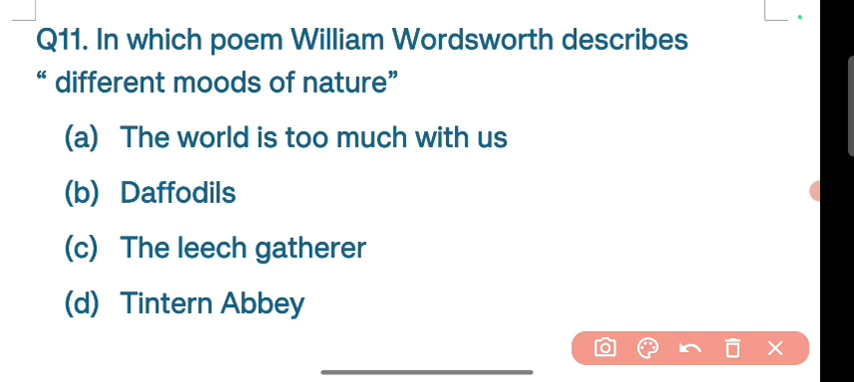 Q11. In which poem William Wordsworth describes
“ different moods of nature”
(a) The world is too much with us
(b) Daffodils
(c) The leech gatherer
(d) Tintern Abbey